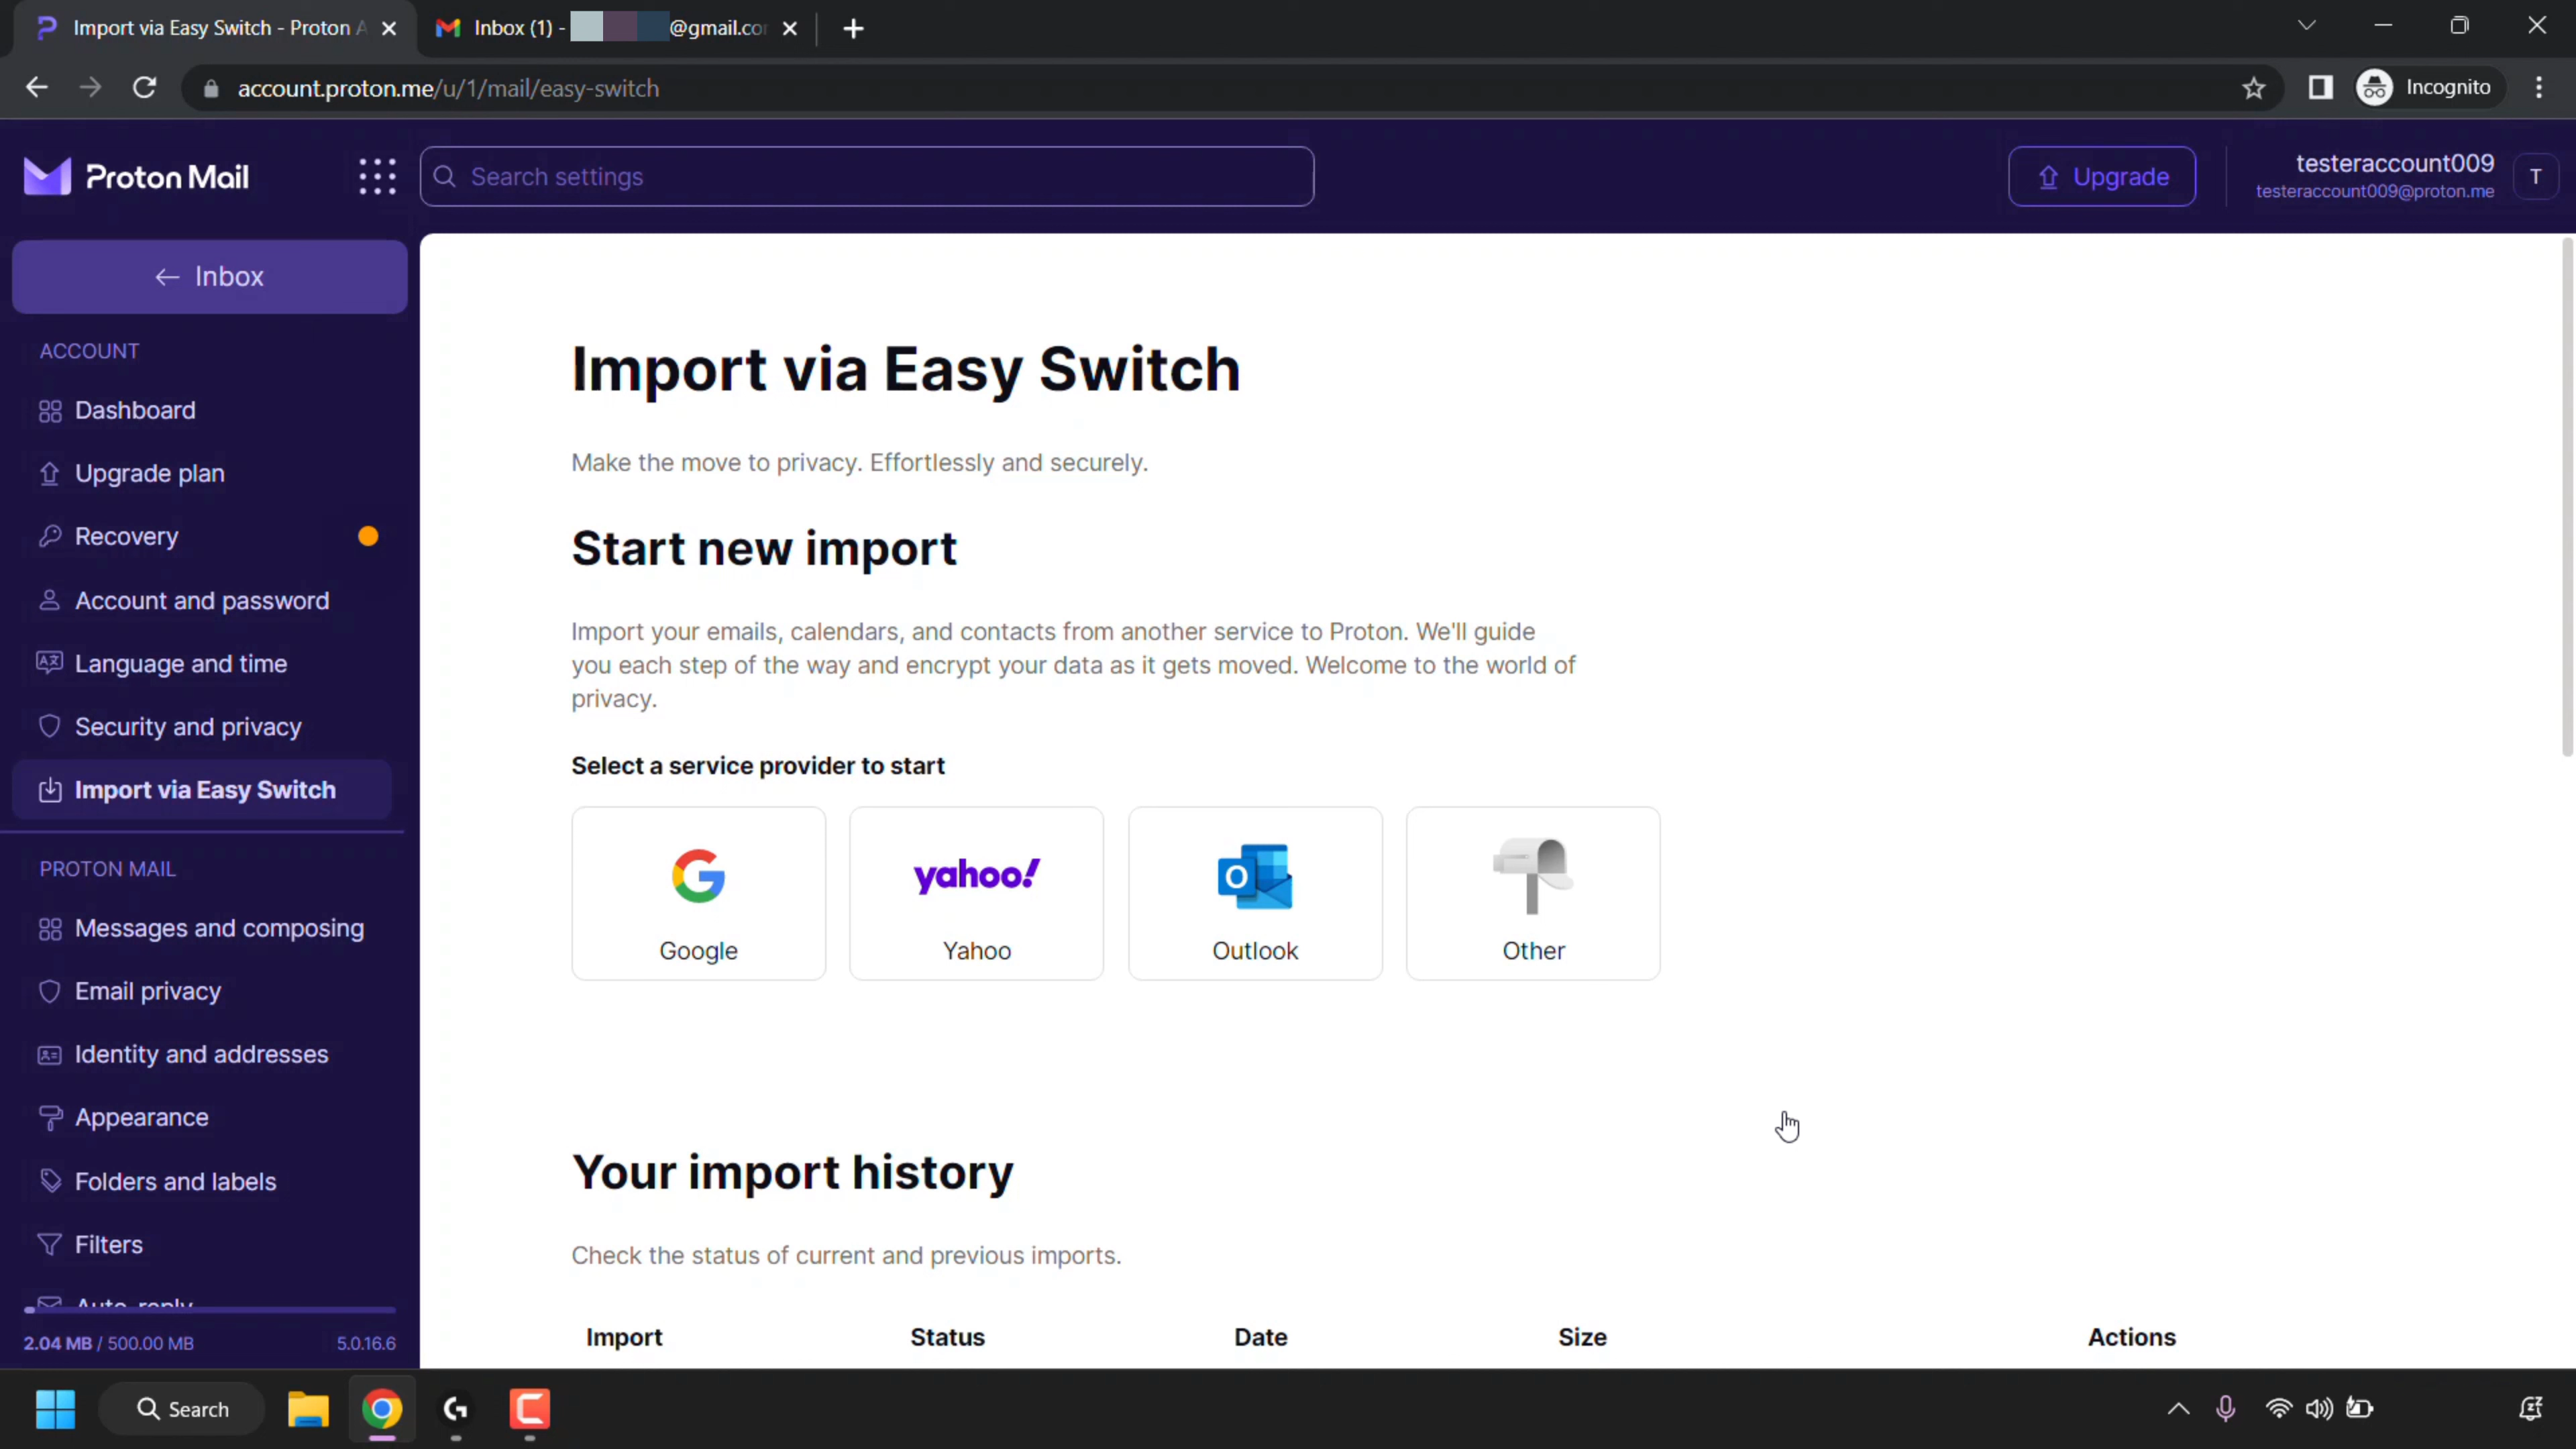 Import via Easy Switch - Proton A
Inbox (1) -
@gmail.co
account.proton.me/u/1/mail/easy-switch
Incognito
Proton Mail
Search settings
Upgrade
testeraccount009
testeraccount009@proton.me
T
Inbox
ACCOUNT
Dashboard
Upgrade plan
Recovery
Account and password
Language and time
Security and privacy
Import via Easy Switch
PROTON MAIL
Messages and composing
Email privacy
Identity and addresses
Appearance
Folders and labels
Filters
Auto-reply
2.04 MB / 500.00 MB
5.0.16.6
Import via Easy Switch
Make the move to privacy. Effortlessly and securely.
Start new import
Import your emails, calendars, and contacts from another service to Proton. We'll guide
you each step of the way and encrypt your data as it gets moved. Welcome to the world of
privacy.
Select a service provider to start
yahoo!
O
Google
Yahoo
Outlook
Other
Your import history
Check the status of current and previous imports.
Import
Status
Date
Size
Actions
Search